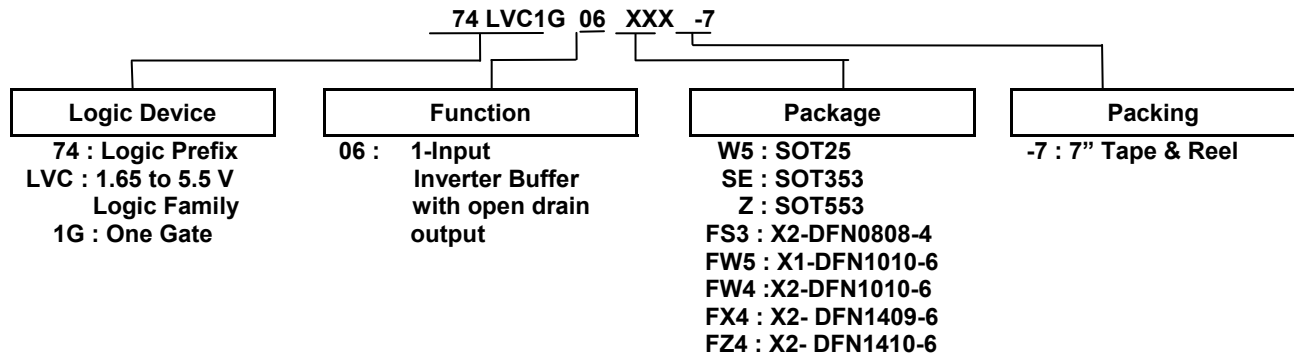 74 LVC1G 06 XXX -7
Logic Device
74 : Logic Prefix
LVC : 1.65 to 5.5 V
Logic Family
1G : One Gate
Function
06 : 1-Input
Inverter Buffer
with open drain
output
Package
W5 : SOT25
SE : SOT353
Z : SOT553
FS3 : X2-DFN0808-4
FW5 : X1-DFN1010-6
FW4 :X2-DFN1010-6
FX4 : X2- DFN1409-6
FZ4 : X2- DFN1410-6
Packing
-7 : 7” Tape & Reel